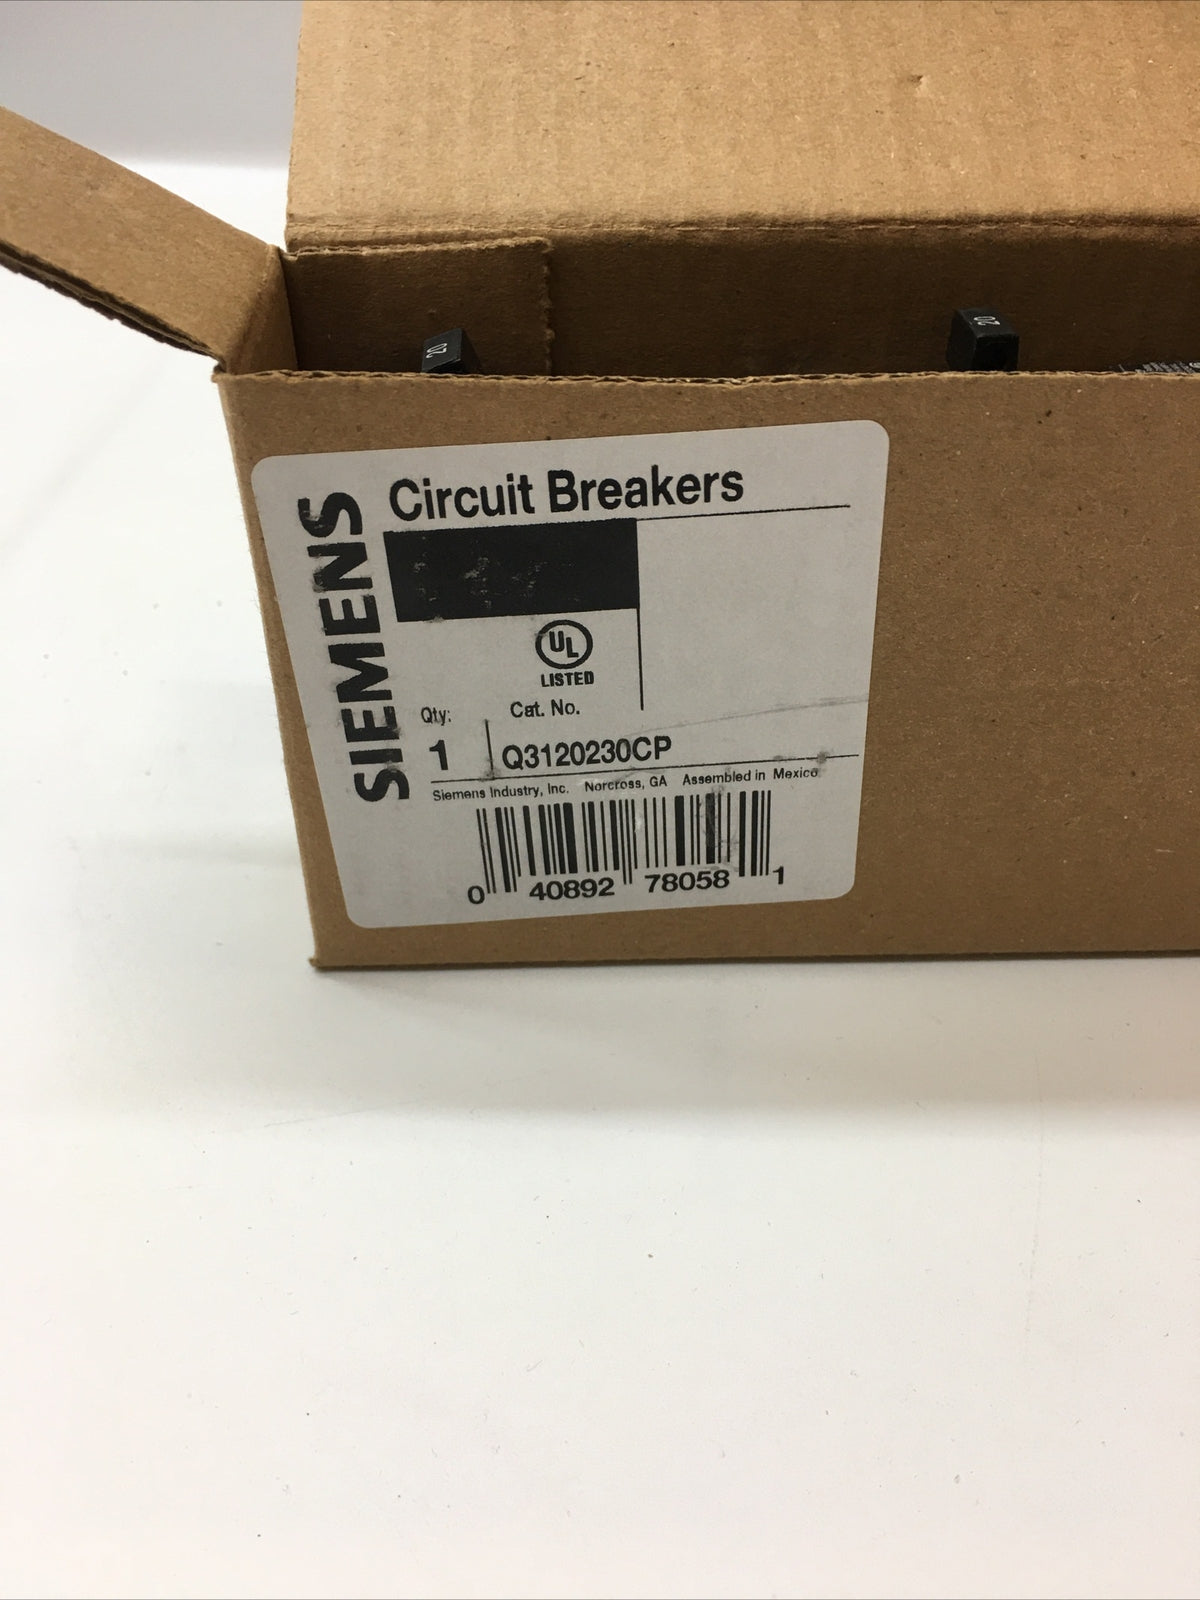 20
20
SIEMENS
Circuit Breakers
UL
LISTED
Qty: Cat. No.
1 Q3120230CP
Siemens Industry, Inc. Norcross, GA Assembled in Mexico
0 40892 78058 1